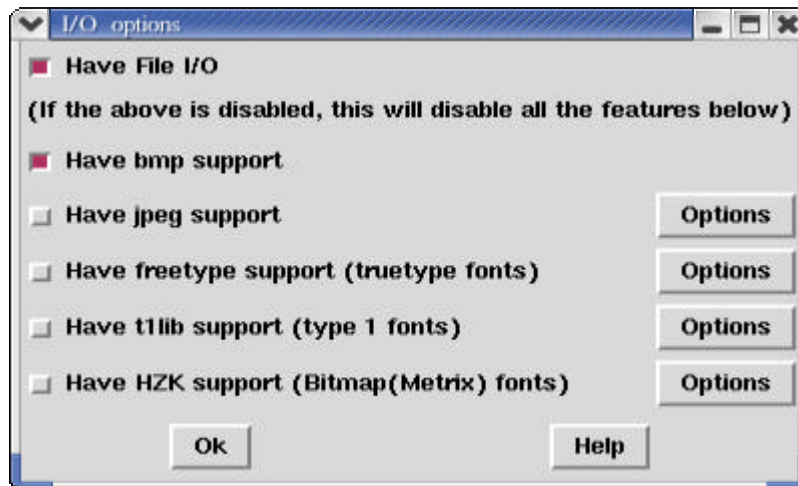 I/O options
Have File I/O
(If the above is disabled, this will disable all the features below)
Have bmp support
Have jpeg support Options
Have freetype support (truetype fonts) Options
Have t1lib support (type 1 fonts) Options
Have HZK support (Bitmap(Metrix) fonts) Options
Ok Help